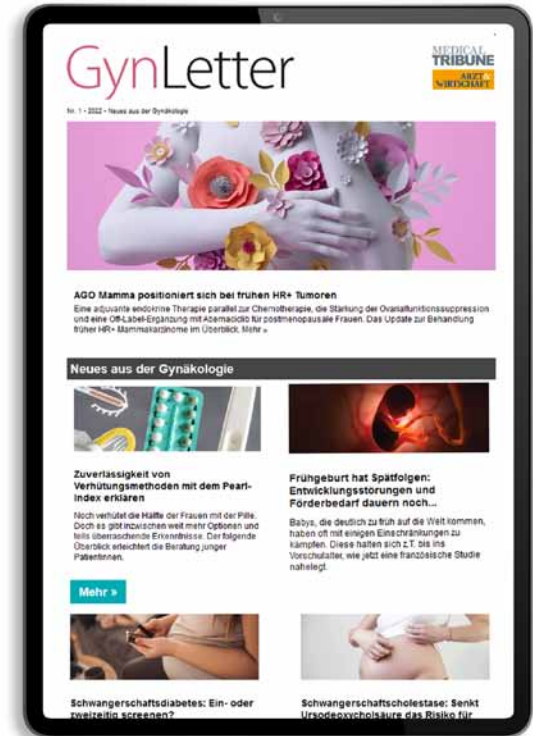 GynLetter
MEDICAL
TRIBUNE
ARZT &
WIRTSCHAFT
Nr. 1 - 2022 - Neues aus der Gynäkologie
AGO Mamma positioniert sich bei frühen HR+ Tumoren
Eine adjuvante endokrine Therapie parallel zur Chemotherapie, die Stärkung der Ovarialfunktionssuppression
und eine Off-Label-Ergänzung mit Abemaciclib für postmenopausale Frauen. Das Update zur Behandlung
früher HR+ Mammakarzinome im Überblick. Mehr »
Neues aus der Gynäkologie
Zuverlässigkeit von
Verhütungsmethoden mit dem Pearl-
Index erklären
Noch verhütet die Hälfte der Frauen mit der Pille.
Doch es gibt inzwischen weit mehr Optionen und
teils überraschende Erkenntnisse. Der folgende
Überblick erleichtert die Beratung junger
Patientinnen.
Mehr »
Frühgeburt hat Spätfolgen:
Entwicklungsstörungen und
Förderbedarf dauern noch...
Babys, die deutlich zu früh auf die Welt kommen,
haben oft mit einigen Einschränkungen zu
kämpfen. Diese halten sich z.T. bis ins
Vorschulalter, wie jetzt eine französische Studie
nahelegt.
Schwangerschaftsdiabetes: Ein- oder
zweizeitig screenen?
Schwangerschaftscholestase: Senkt
Ursodeoxycholsäure das Risiko für